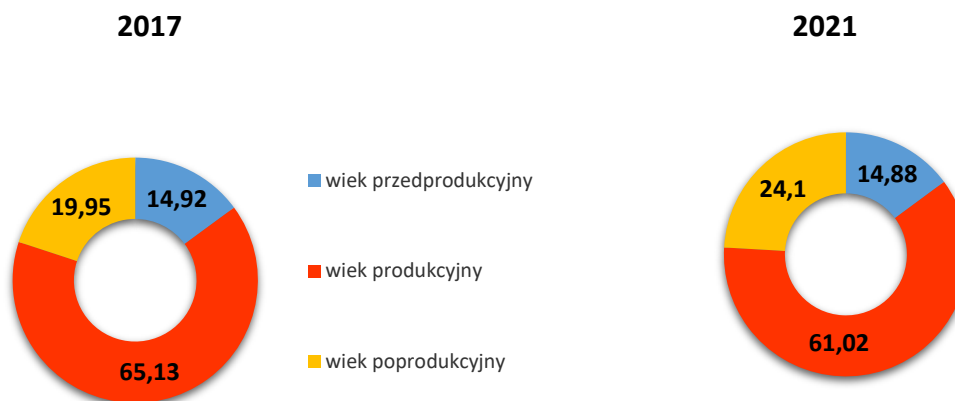 2017
2021
19,95
14,92
65,13
wiek przedprodukcyjny
wiek produkcyjny
wiek poprodukcyjny
24,1
14,88
61,02